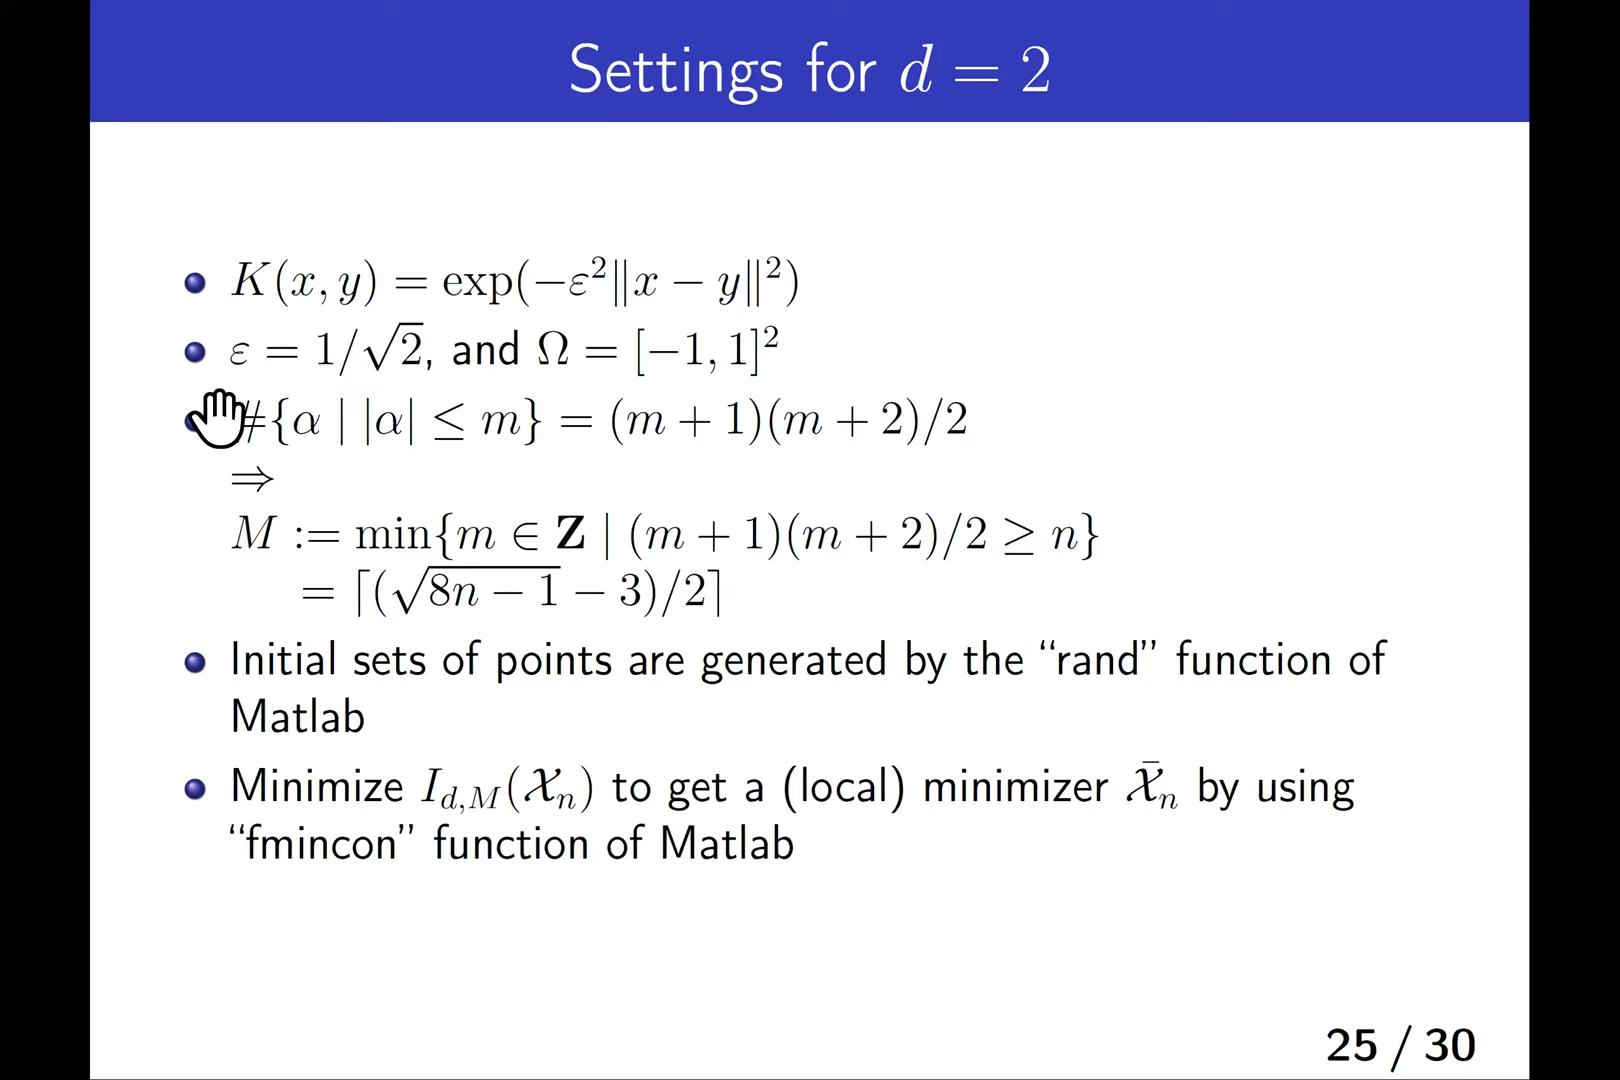 Settings for d = 2
K(x, y) = exp(−ε²‖x − y‖²)
ε = 1/√2, and Ω = [−1, 1]²
#{α | |α| ≤ m} = (m + 1)(m + 2)/2
⇒
M := min{m ∈ Z | (m + 1)(m + 2)/2 ≥ n}
= ⌈(√(8n − 1) − 3)/2⌉
Initial sets of points are generated by the “rand” function of
Matlab
Minimize I_{d,M}(𝒳_n) to get a (local) minimizer 𝒳̄_n by using
“fmincon” function of Matlab
25 / 30